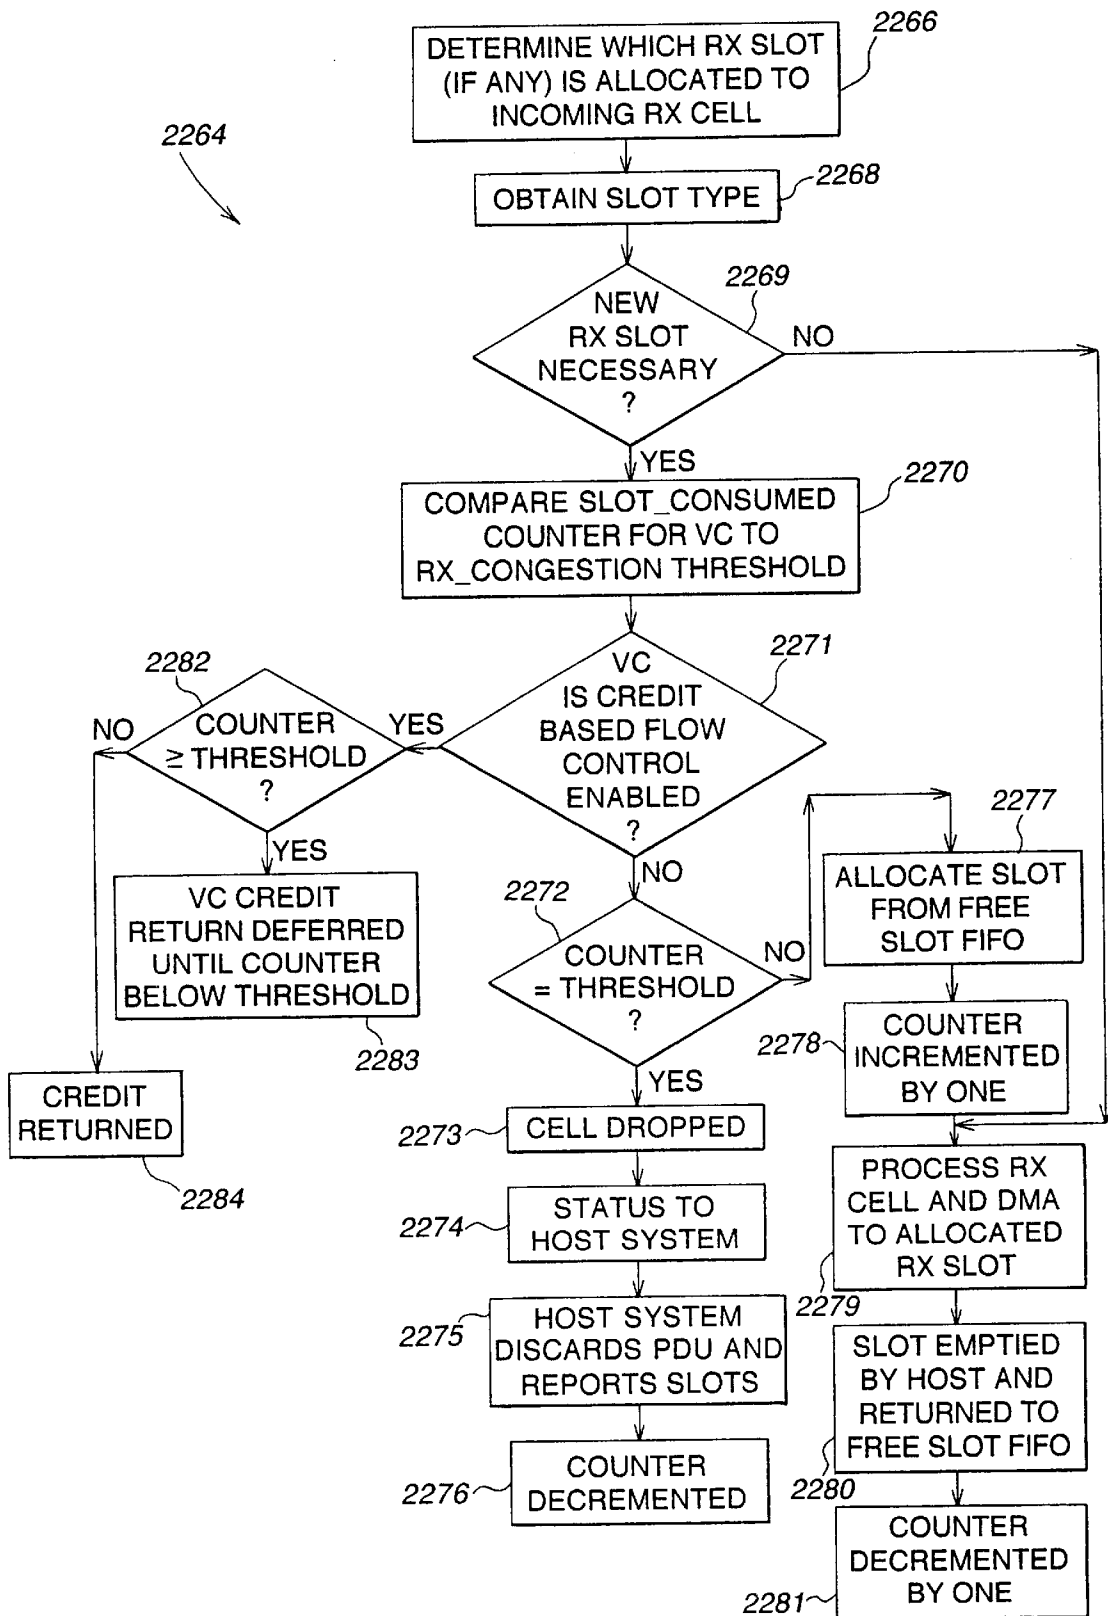 2266
DETERMINE WHICH RX SLOT
(IF ANY) IS ALLOCATED TO
INCOMING RX CELL
2264
2268
OBTAIN SLOT TYPE
2269
NEW
RX SLOT
NECESSARY
?
NO
YES
2270
COMPARE SLOT_CONSUMED
COUNTER FOR VC TO
RX_CONGESTION THRESHOLD
2271
VC
IS CREDIT
BASED FLOW
CONTROL
ENABLED
?
YES
NO
2282
COUNTER
≥ THRESHOLD
?
NO
YES
VC CREDIT
RETURN DEFERRED
UNTIL COUNTER
BELOW THRESHOLD
2283
CREDIT
RETURNED
2284
2272
COUNTER
= THRESHOLD
?
NO
YES
2273
CELL DROPPED
2274
STATUS TO
HOST SYSTEM
2275
HOST SYSTEM
DISCARDS PDU AND
REPORTS SLOTS
2276
COUNTER
DECREMENTED
2277
ALLOCATE SLOT
FROM FREE
SLOT FIFO
2278
COUNTER
INCREMENTED
BY ONE
PROCESS RX
CELL AND DMA
TO ALLOCATED
RX SLOT
2279
SLOT EMPTIED
BY HOST AND
RETURNED TO
FREE SLOT FIFO
2280
COUNTER
DECREMENTED
BY ONE
2281